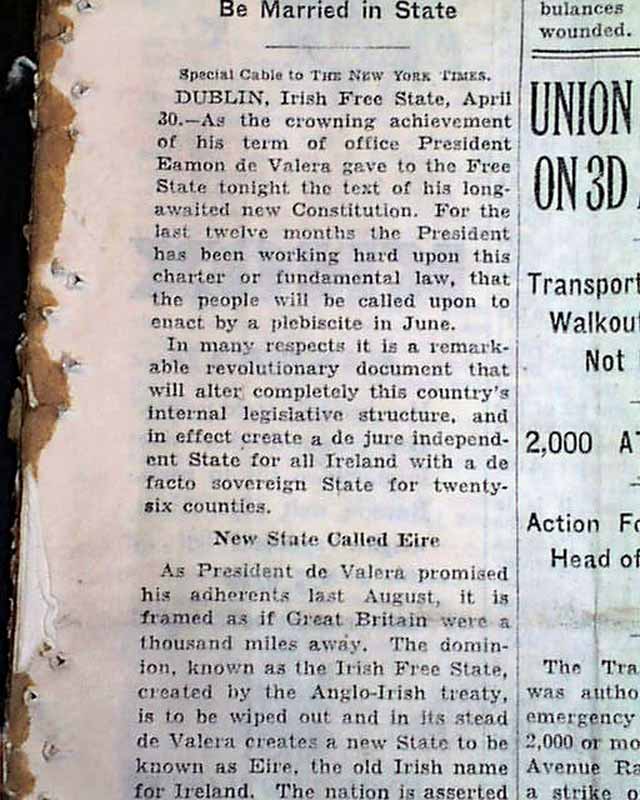 Be Married in State
Special Cable to THE NEW YORK TIMES.
DUBLIN, Irish Free State, April
30.—As the crowning achievement
of his term of office President
Eamon de Valera gave to the Free
State tonight the text of his long-
awaited new Constitution. For the
last twelve months the President
has been working hard upon this
charter or fundamental law, that
the people will be called upon to
enact by a plebiscite in June.
In many respects it is a remark-
able revolutionary document that
will alter completely this country's
internal legislative structure, and
in effect create a de jure independ-
ent State for all Ireland with a de
facto sovereign State for twenty-
six counties.
New State Called Eire
As President de Valera promised
his adherents last August, it is
framed as if Great Britain were a
thousand miles away. The domin-
ion, known as the Irish Free State,
created by the Anglo-Irish treaty,
is to be wiped out and in its stead
de Valera creates a new State to be
known as Eire, the old Irish name
for Ireland. The nation is asserted
bulances
wounded.
UNION
ON 3D
Transport
Walkout
Not
2,000 AT
Action Fo
Head of
The Tra
was autho
emergency
2,000 or mo
Avenue Ra
a strike o